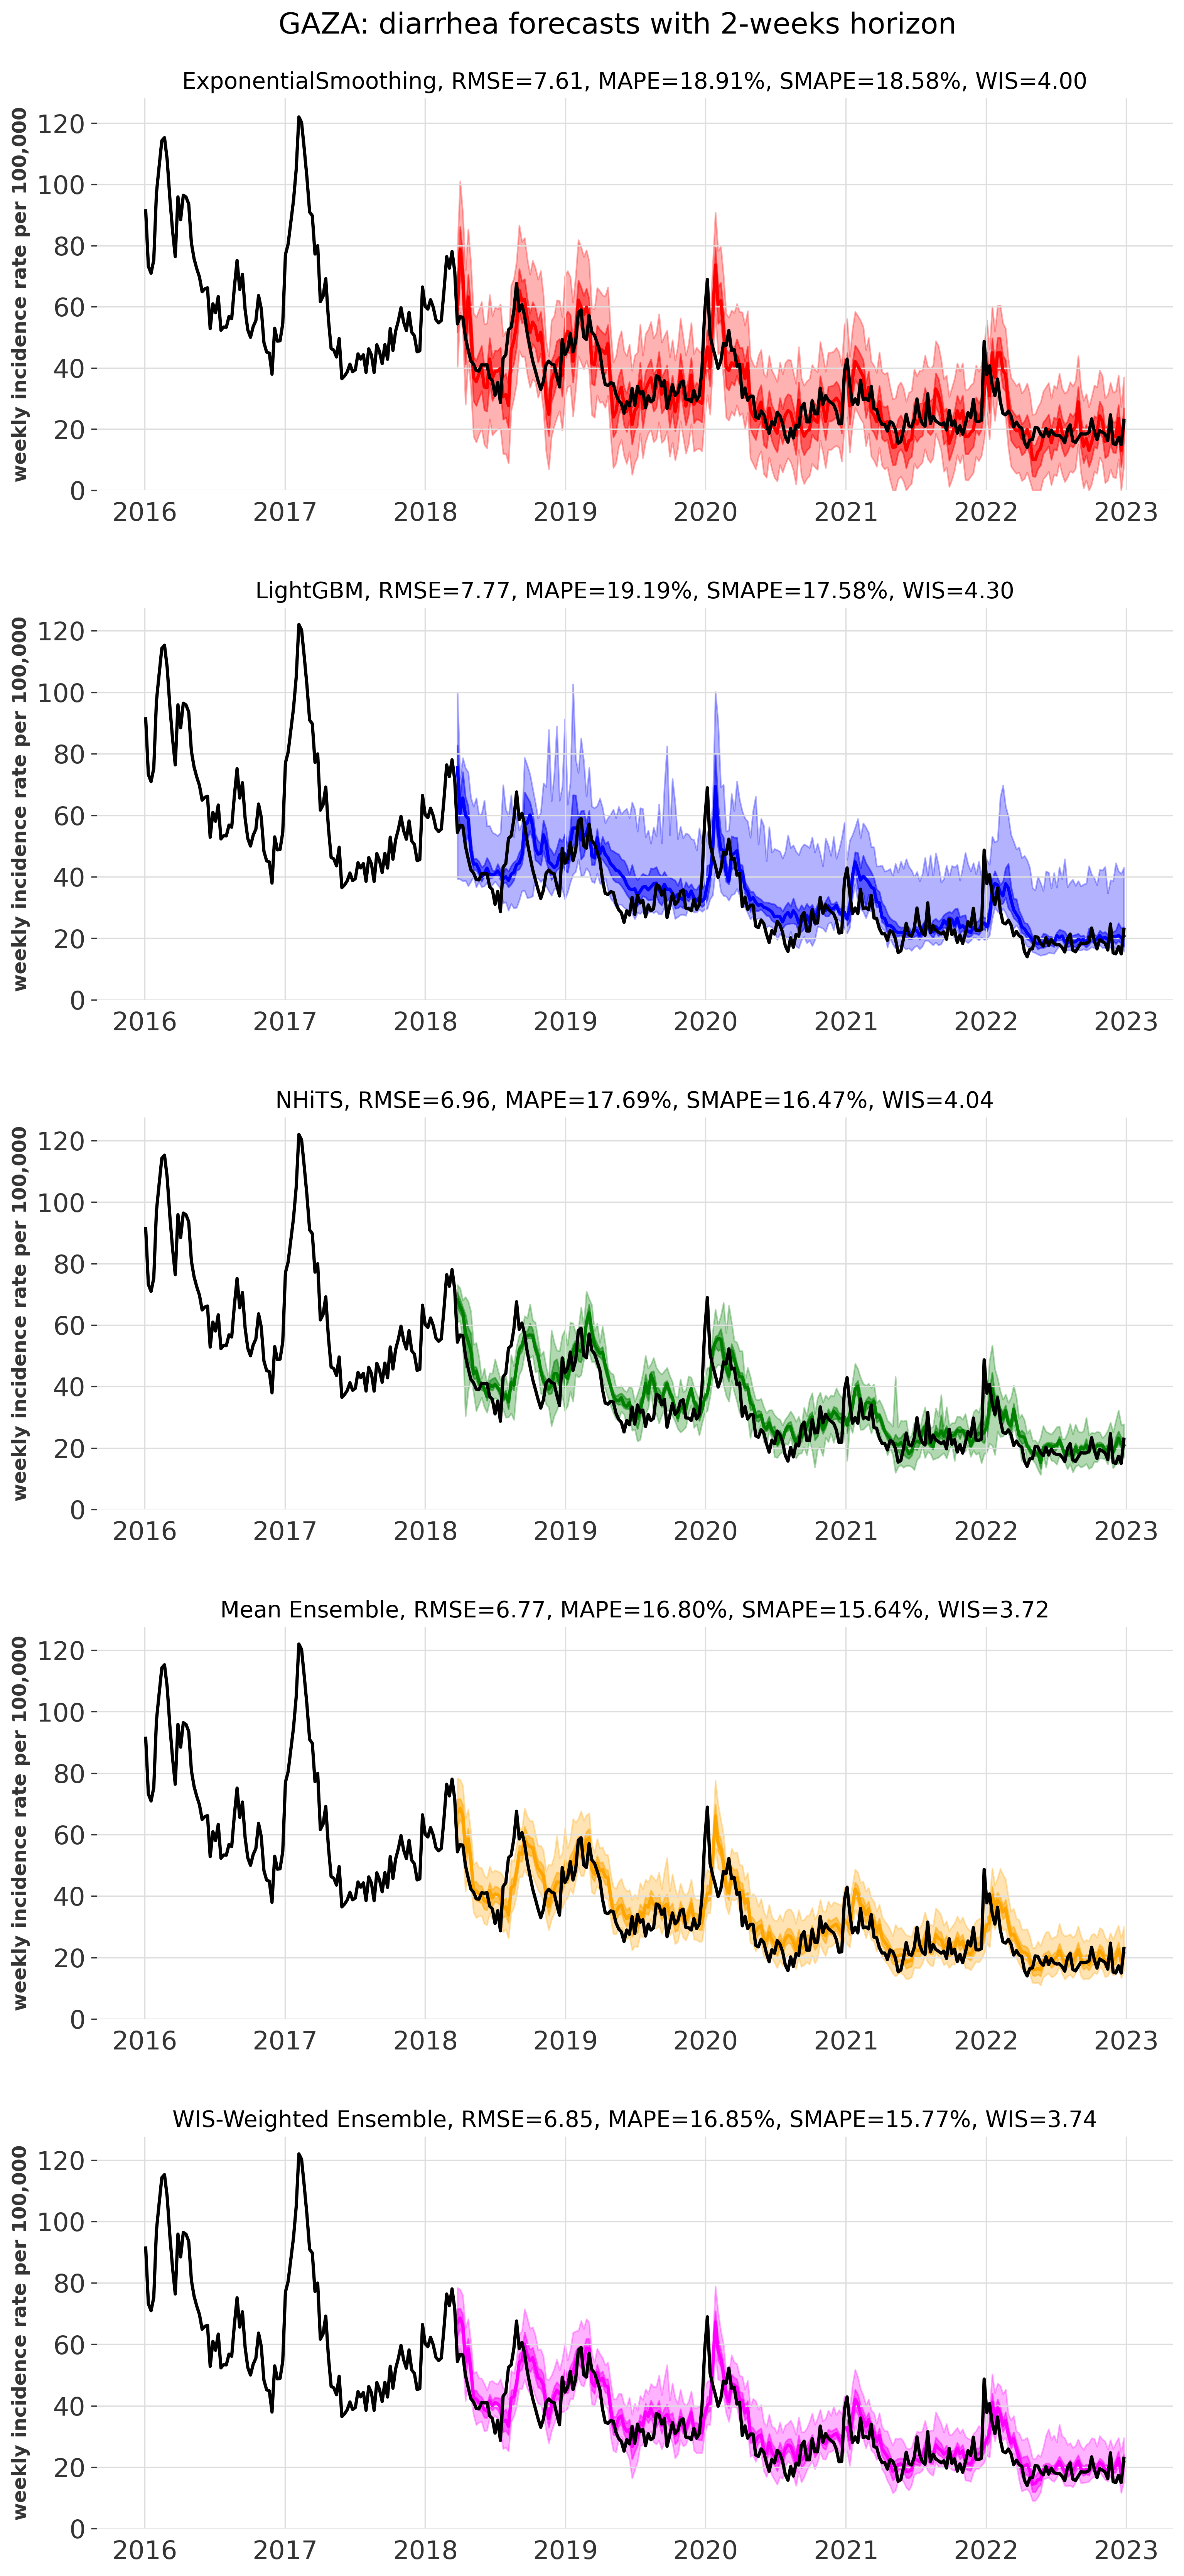 GAZA: diarrhea forecasts with 2-weeks horizon
ExponentialSmoothing, RMSE=7.61, MAPE=18.91%, SMAPE=18.58%, WIS=4.00
weekly incidence rate per 100,000
120
100
80
60
40
20
0
2016 2017 2018 2019 2020 2021 2022 2023
LightGBM, RMSE=7.77, MAPE=19.19%, SMAPE=17.58%, WIS=4.30
weekly incidence rate per 100,000
120
100
80
60
40
20
0
2016 2017 2018 2019 2020 2021 2022 2023
NHiTS, RMSE=6.96, MAPE=17.69%, SMAPE=16.47%, WIS=4.04
weekly incidence rate per 100,000
120
100
80
60
40
20
0
2016 2017 2018 2019 2020 2021 2022 2023
Mean Ensemble, RMSE=6.77, MAPE=16.80%, SMAPE=15.64%, WIS=3.72
weekly incidence rate per 100,000
120
100
80
60
40
20
0
2016 2017 2018 2019 2020 2021 2022 2023
WIS-Weighted Ensemble, RMSE=6.85, MAPE=16.85%, SMAPE=15.77%, WIS=3.74
weekly incidence rate per 100,000
120
100
80
60
40
20
0
2016 2017 2018 2019 2020 2021 2022 2023